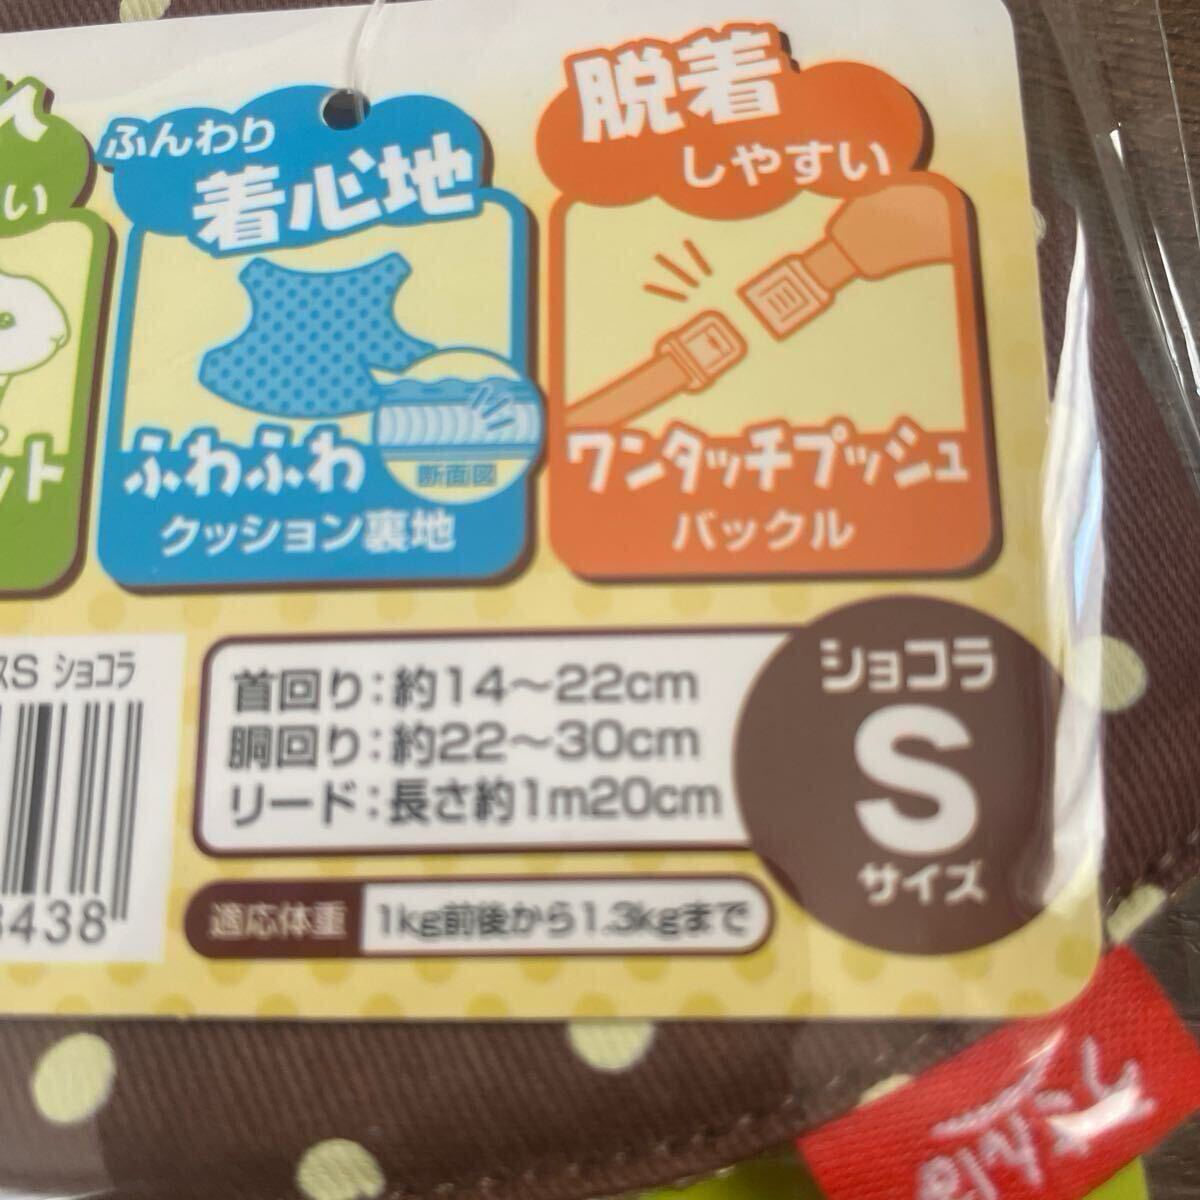 い
ット
ふんわり
着心地
断面図
ふわふわ
クッション裏地
脱着
しやすい
ワンタッチプッシュ
バックル
スS ショコラ
3438
首回り：約14～22cm
胴回り：約22～30cm
リード：長さ約1m20cm
適応体重 1kg前後から1.3kgまで
ショコラ
S
サイズ